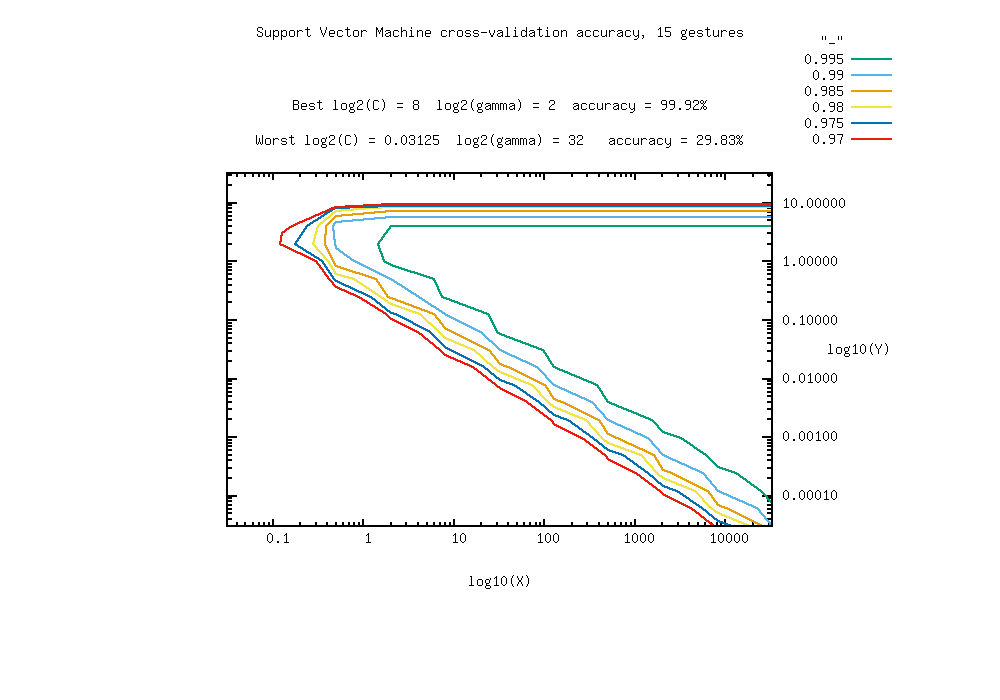 Support Vector Machine cross-validation accuracy, 15 gestures
"_"
0.995
0.99
0.985
0.98
0.975
0.97
Best log2(C) = 8 log2(gamma) = 2 accuracy = 99.92%
Worst log2(C) = 0.03125 log2(gamma) = 32 accuracy = 29.83%
10.00000
1.00000
0.10000
log10(Y)
0.01000
0.00100
0.00010
0.1 1 10 100 1000 10000
log10(X)